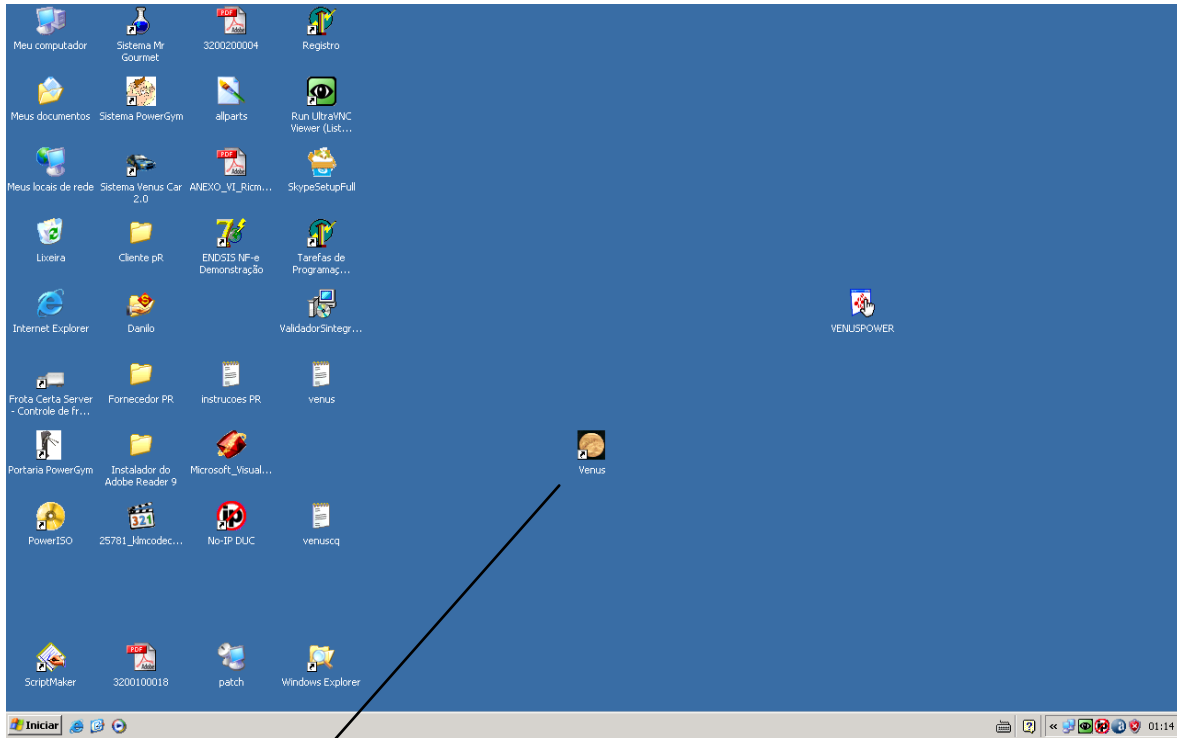 Meu computador
Sistema Mr
Gourmet
3200200004
Registro
Meus documentos
Sistema PowerGym
allparts
Run UltraVNC
Viewer (List...
Meus locais de rede
Sistema Venus Car
2.0
ANEXO_VI_Ricm...
SkypeSetupFull
Lixeira
Cliente pR
ENDSIS NF-e
Demonstração
Tarefas de
Programaç...
Internet Explorer
Danilo
ValidadorSintegr...
VENUSPOWER
Frota Certa Server
- Controle de fr...
Fornecedor PR
instrucoes PR
venus
Portaria PowerGym
Instalador do
Adobe Reader 9
Microsoft_Visual...
Venus
PowerISO
25781_klmcodec...
No-IP DUC
venuscq
ScriptMaker
3200100018
patch
Windows Explorer
Iniciar
01:14